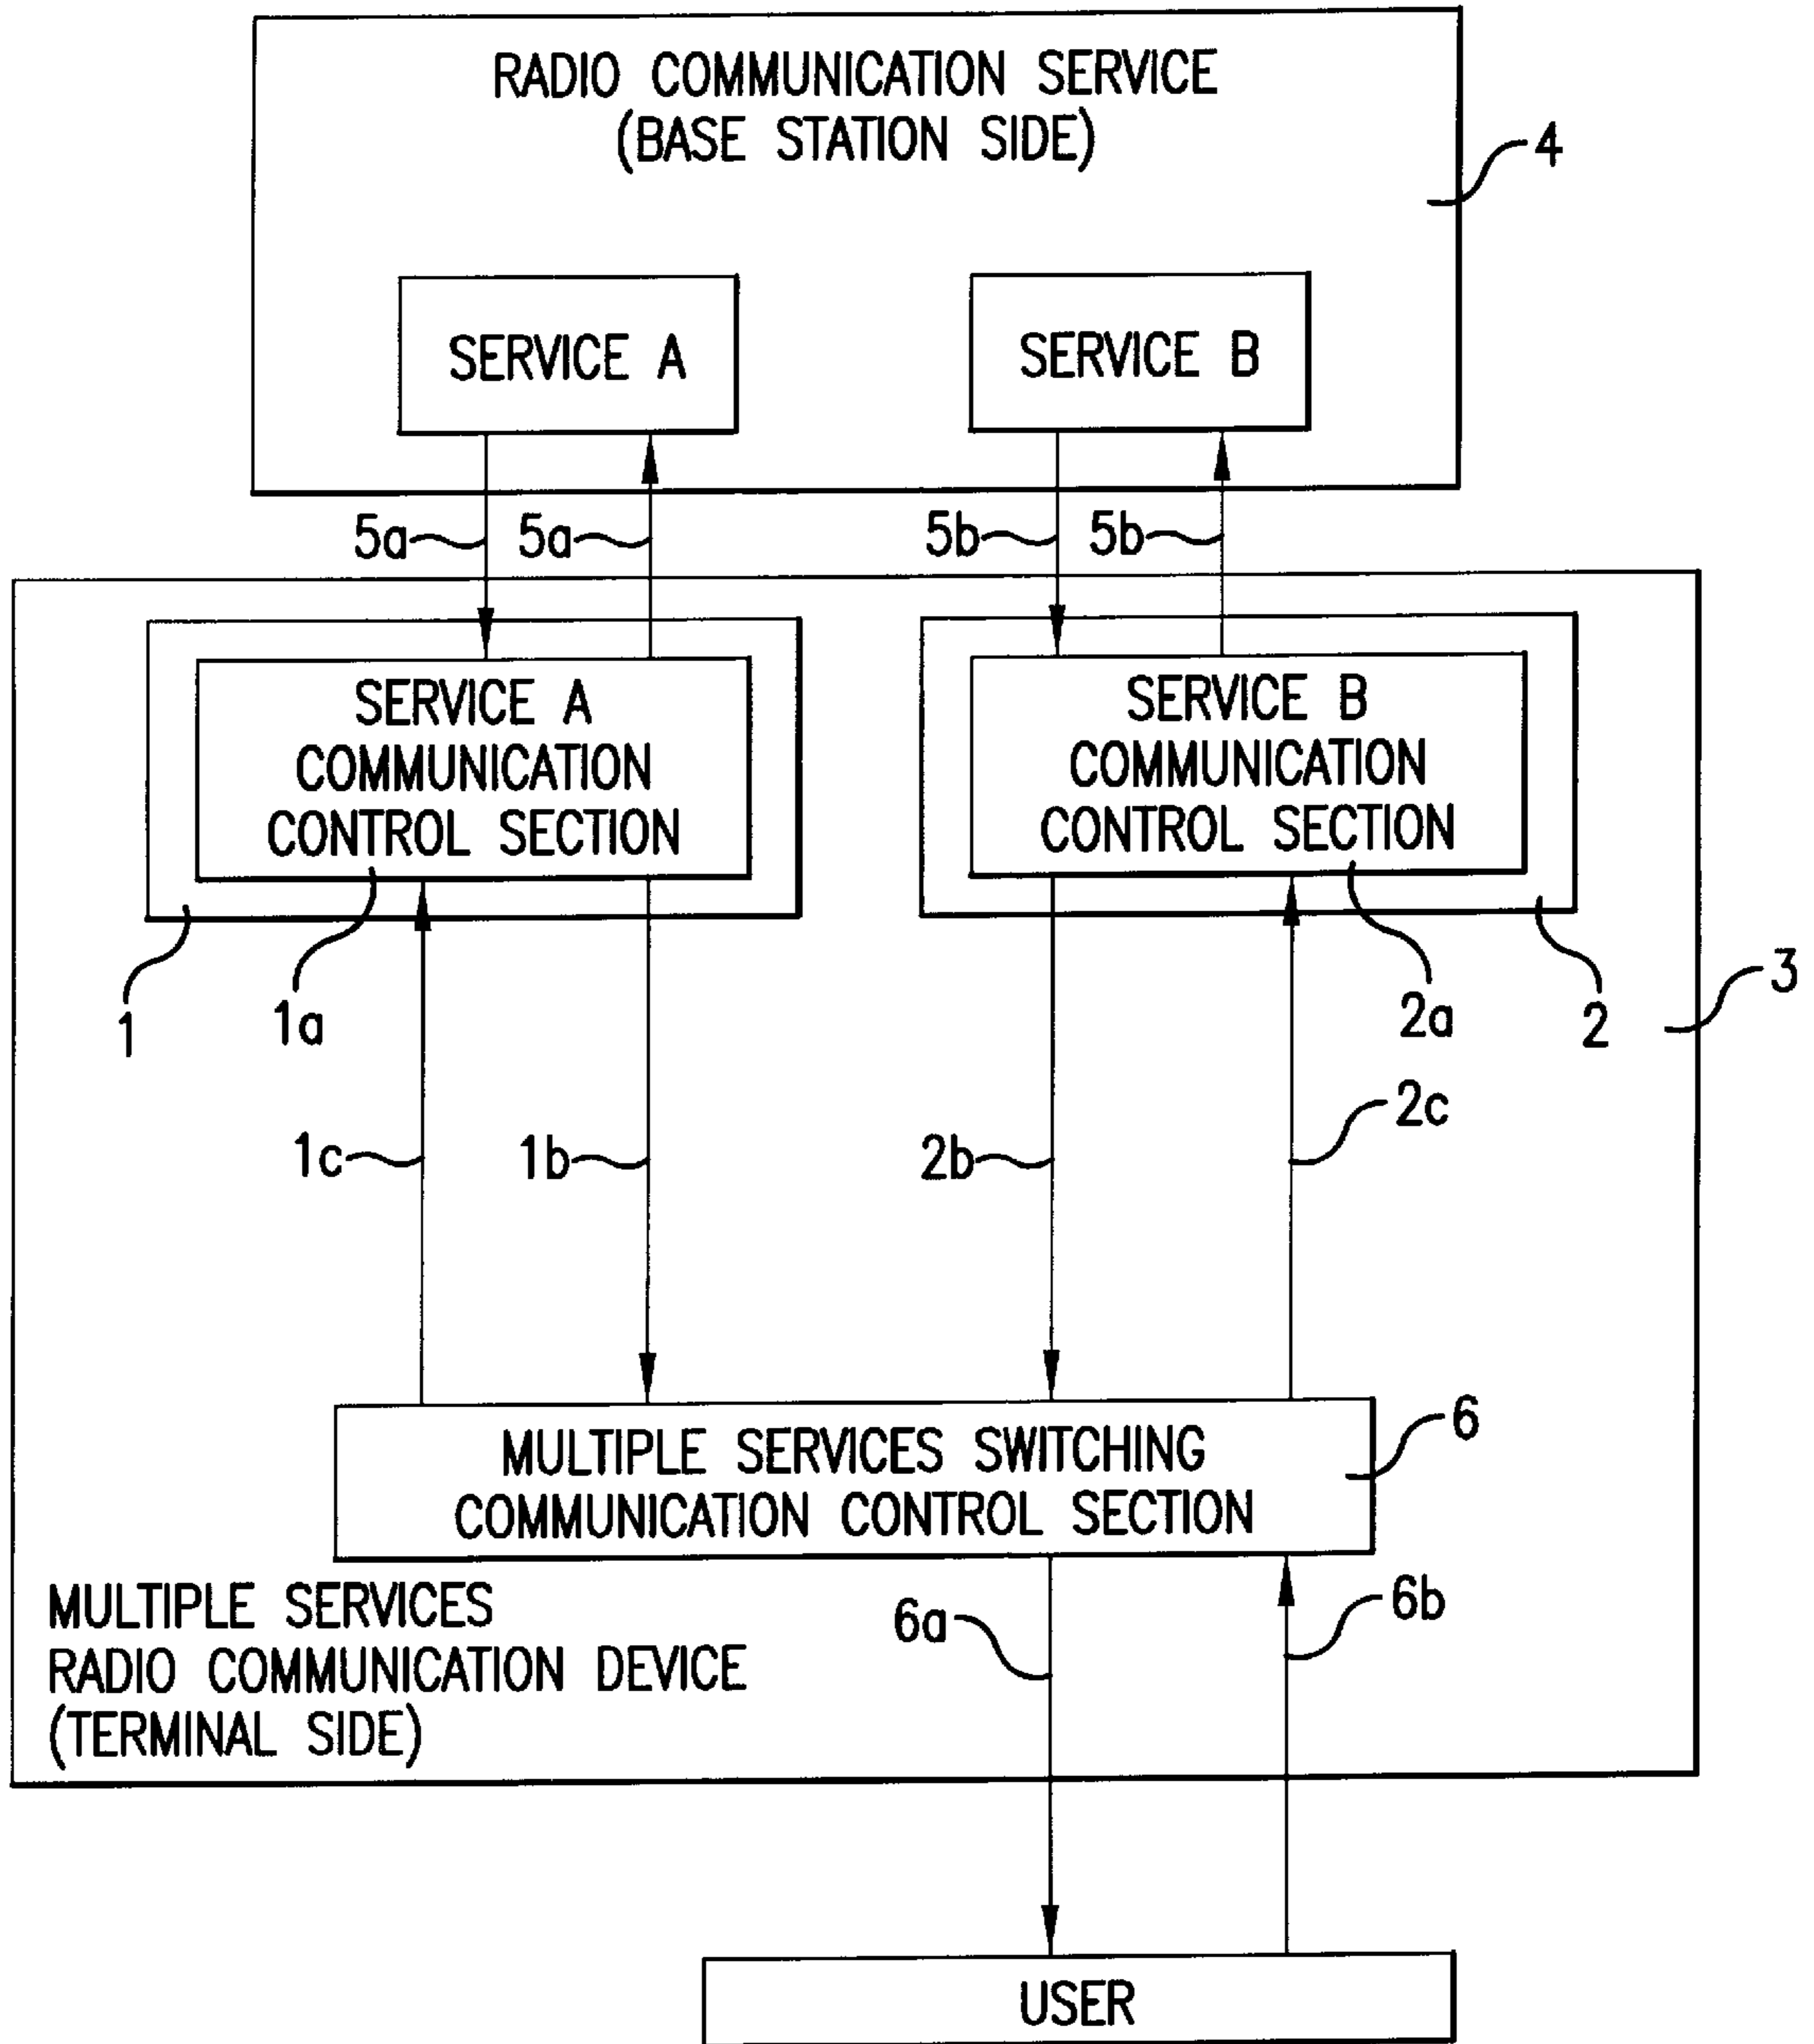 RADIO COMMUNICATION SERVICE
(BASE STATION SIDE)
4
SERVICE A
SERVICE B
5a
5a
5b
5b
SERVICE A
COMMUNICATION
CONTROL SECTION
SERVICE B
COMMUNICATION
CONTROL SECTION
1
1a
2a
2
3
1c
1b
2b
2c
MULTIPLE SERVICES SWITCHING
COMMUNICATION CONTROL SECTION
6
MULTIPLE SERVICES
RADIO COMMUNICATION DEVICE
(TERMINAL SIDE)
6a
6b
USER